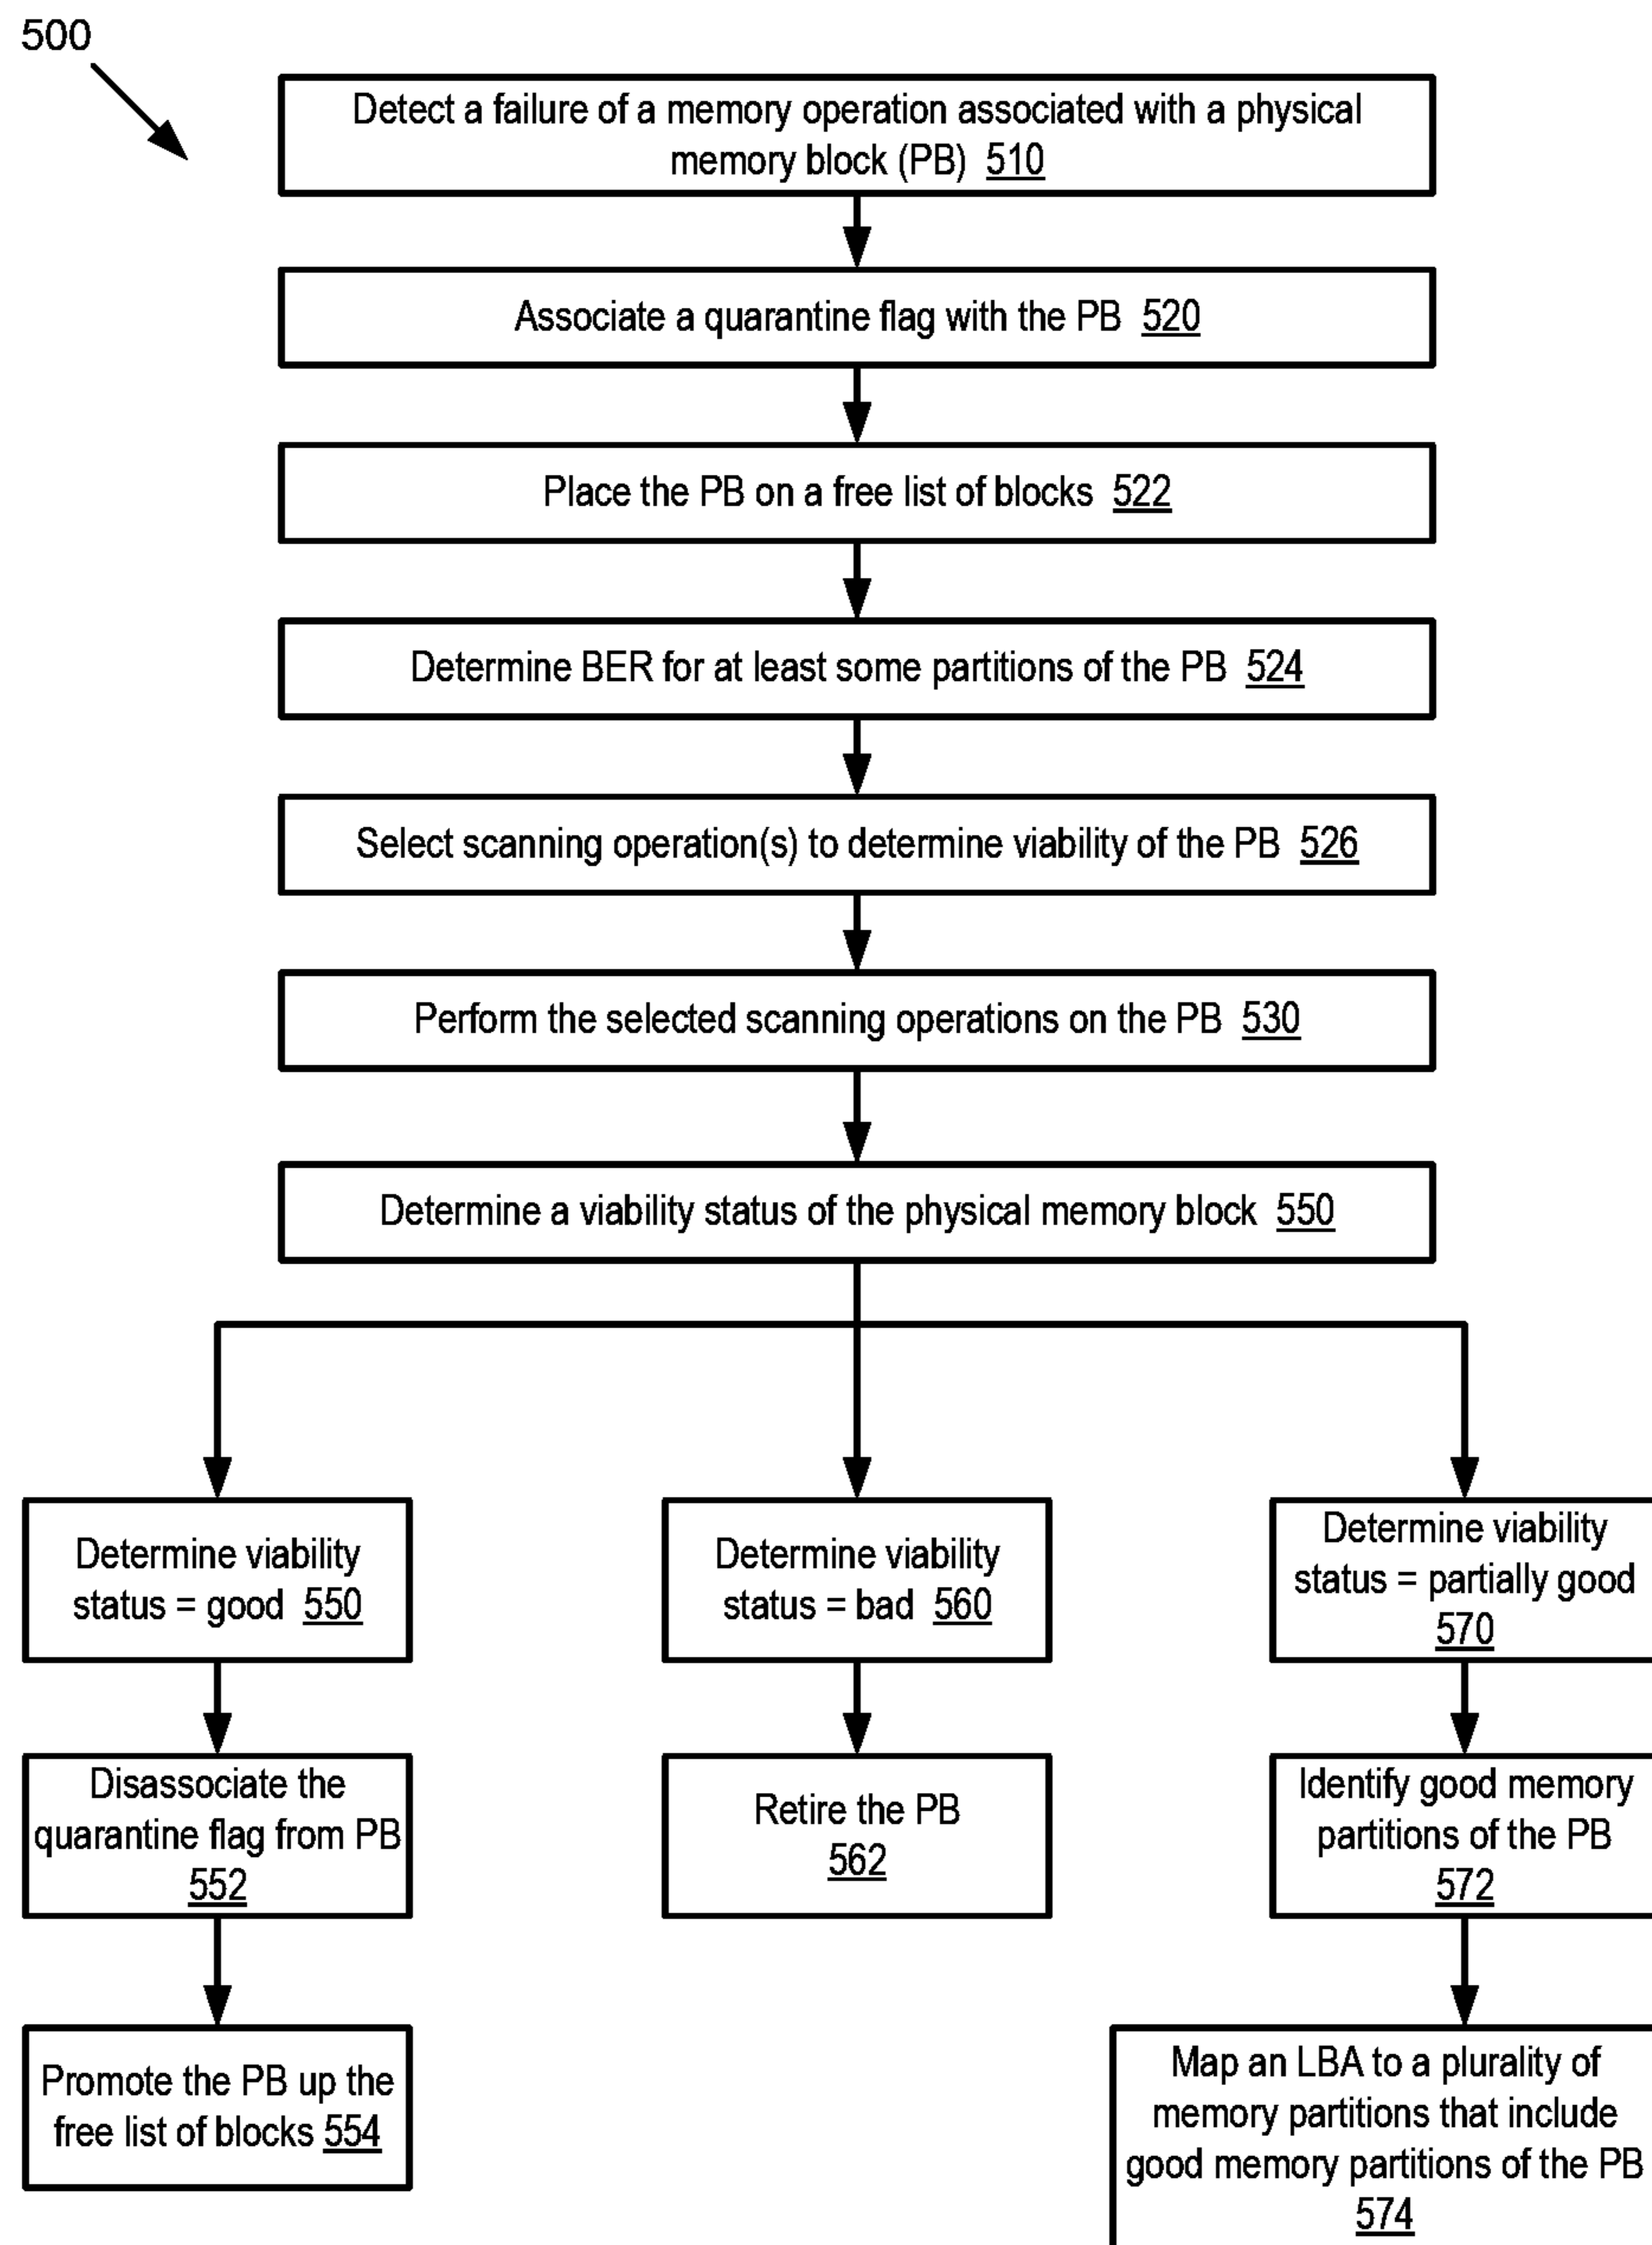 500
Detect a failure of a memory operation associated with a physical
memory block (PB) 510
Associate a quarantine flag with the PB 520
Place the PB on a free list of blocks 522
Determine BER for at least some partitions of the PB 524
Select scanning operation(s) to determine viability of the PB 526
Perform the selected scanning operations on the PB 530
Determine a viability status of the physical memory block 550
Determine viability
status = good 550
Disassociate the
quarantine flag from PB
552
Promote the PB up the
free list of blocks 554
Determine viability
status = bad 560
Retire the PB
562
Determine viability
status = partially good
570
Identify good memory
partitions of the PB
572
Map an LBA to a plurality of
memory partitions that include
good memory partitions of the PB
574